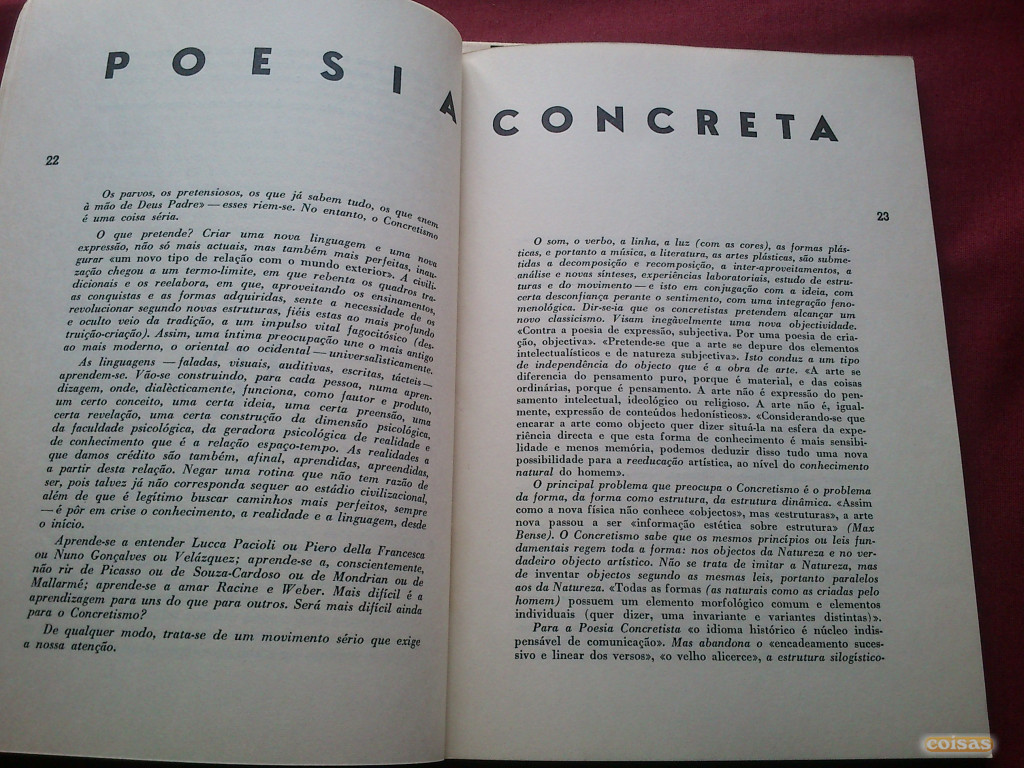 POESIA CONCRETA
22
Os parvos, os pretensiosos, os que já sabem tudo, os que «nem
à mão de Deus Padre» — esses riem-se. No entanto, o Concretismo
é uma coisa séria.
O que pretende? Criar uma nova linguagem e uma nova
expressão, não só mais actuais, mas também mais perfeitas, inau-
gurar «um novo tipo de relação com o mundo exterior». A civili-
zação chegou a um termo-limite, em que rebenta os quadros tra-
dicionais e os reelabora, em que, aproveitando os ensinamentos,
as conquistas e as formas adquiridas, sente a necessidade de os
revolucionar segundo novas estruturas, fiéis estas ao mais profundo
e oculto veio da tradição, a um impulso vital fagocitósico (des-
truição-criação). Assim, uma íntima preocupação une o mais antigo
ao mais moderno, o oriental ao ocidental — universalìsticamente.
As linguagens — faladas, visuais, auditivas, escritas, tácteis —
aprendem-se. Vão-se construindo, para cada pessoa, numa apren-
dizagem, onde, dialècticamente, funciona, como fautor e produto,
um certo conceito, uma certa ideia, uma certa preensão, uma
certa revelação, uma certa construção da dimensão psicológica,
da faculdade psicológica, da geradora psicológica de realidade e
de conhecimento que é a relação espaço-tempo. As realidades a
que damos crédito são também, afinal, aprendidas, apreendidas,
a partir desta relação. Negar uma rotina que não tem razão de
ser, pois talvez já não corresponda sequer ao estádio civilizacional,
além de que é legítimo buscar caminhos mais perfeitos, sempre
— é pôr em crise o conhecimento, a realidade e a linguagem, desde
o início.
Aprende-se a entender Lucca Pacioli ou Piero della Francesca
ou Nuno Gonçalves ou Velázquez; aprende-se a, conscientemente,
não rir de Picasso ou de Souza-Cardoso ou de Mondrian ou de
Mallarmé; aprende-se a amar Racine e Weber. Mais difícil é a
aprendizagem para uns do que para outros. Será mais difícil ainda
para o Concretismo?
De qualquer modo, trata-se de um movimento sério que exige
a nossa atenção.
23
O som, o verbo, a linha, a luz (com as cores), as formas plás-
ticas, e portanto a música, a literatura, as artes plásticas, são subme-
tidas a decomposição e recomposição, a inter-aproveitamentos, a
análise e novas sínteses, experiências laboratoriais, estudo de estru-
turas e do movimento — e isto em conjugação com a ideia, com
certa desconfiança perante o sentimento, com uma integração feno-
menológica. Dir-se-ia que os concretistas pretendem alcançar um
novo classicismo. Visam inegàvelmente uma nova objectividade.
«Contra a poesia de expressão, subjectiva. Por uma poesia de cria-
ção, objectiva». «Pretende-se que a arte se depure dos elementos
intelectualísticos e de natureza subjectiva». Isto conduz a um tipo
de independência do objecto que é a obra de arte. «A arte se
diferencia do pensamento puro, porque é material, e das coisas
ordinárias, porque é pensamento. A arte não é expressão do pen-
samento intelectual, ideológico ou religioso. A arte não é, igual-
mente, expressão de conteúdos hedonísticos». «Considerando-se que
encarar a arte como objecto quer dizer situá-la na esfera da expe-
riência directa e que esta forma de conhecimento é mais sensibi-
lidade e menos memória, podemos deduzir disso tudo uma nova
possibilidade para a reeducação artística, ao nível do conhecimento
natural do homem».
O principal problema que preocupa o Concretismo é o problema
da forma, da forma como estrutura, da estrutura dinâmica. «Assim
como a nova física não conhece «objectos», mas «estruturas», a arte
nova passou a ser «informação estética sobre estrutura» (Max
Bense). O Concretismo sabe que os mesmos princípios ou leis fun-
damentais regem toda a forma: nos objectos da Natureza e no ver-
dadeiro objecto artístico. Não se trata de imitar a Natureza, mas
de inventar objectos segundo as mesmas leis, portanto paralelos
aos da Natureza. «Todas as formas (as naturais como as criadas pelo
homem) possuem um elemento morfológico comum e elementos
individuais (quer dizer, uma invariante e variantes distintas)».
Para a Poesia Concretista «o idioma histórico é núcleo indis-
pensável de comunicação». Mas abandona o «encadeamento suces-
sivo e linear dos versos», «o velho alicerce», a estrutura silogístico-
coisas